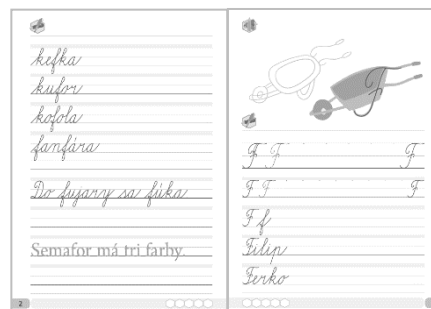 kefka
kufor
kofola
fanfára
Do fujary sa fúka
Semafor má tri farby.
2
F
F F F
F F F
F f
Filip
Ferko